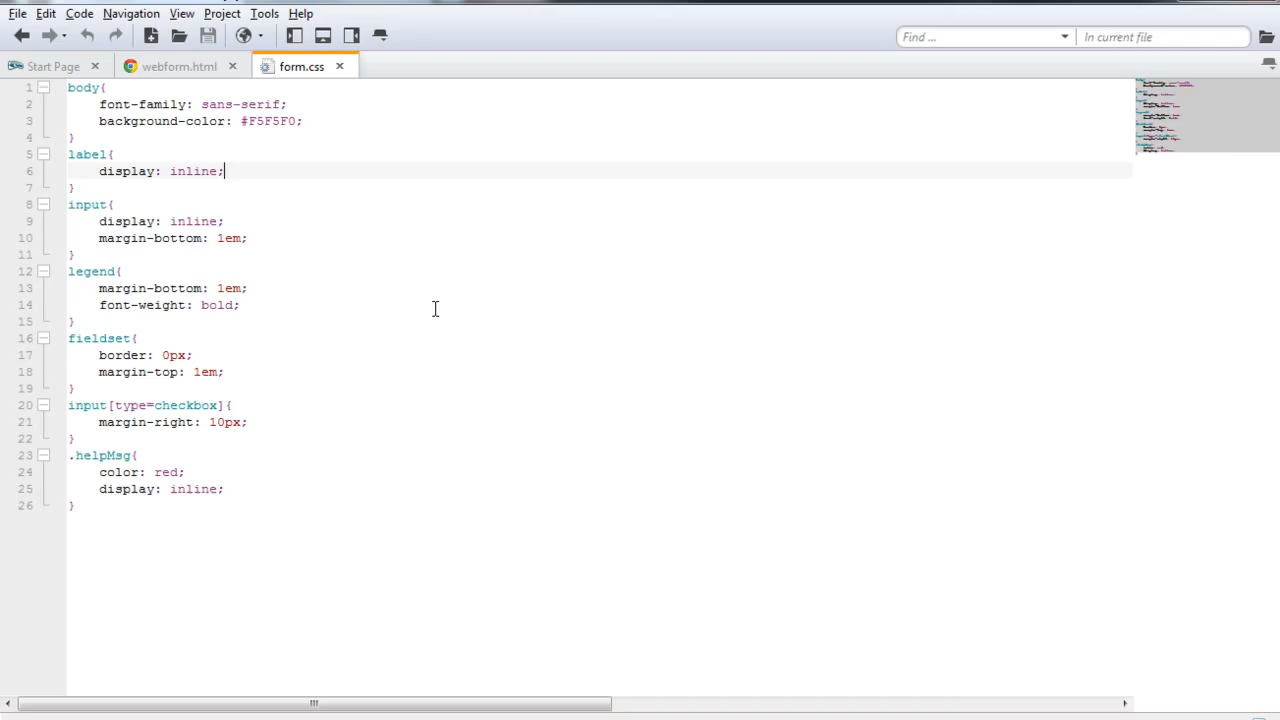 File Edit Code Navigation View Project Tools Help
Find ... In current file
Start Page webform.html form.css
1 body{
2 font-family: sans-serif;
3 background-color: #F5F5F0;
4 }
5 label{
6 display: inline;
7 }
8 input{
9 display: inline;
10 margin-bottom: 1em;
11 }
12 legend{
13 margin-bottom: 1em;
14 font-weight: bold;
15 }
16 fieldset{
17 border: 0px;
18 margin-top: 1em;
19 }
20 input[type=checkbox]{
21 margin-right: 10px;
22 }
23 .helpMsg{
24 color: red;
25 display: inline;
26 }